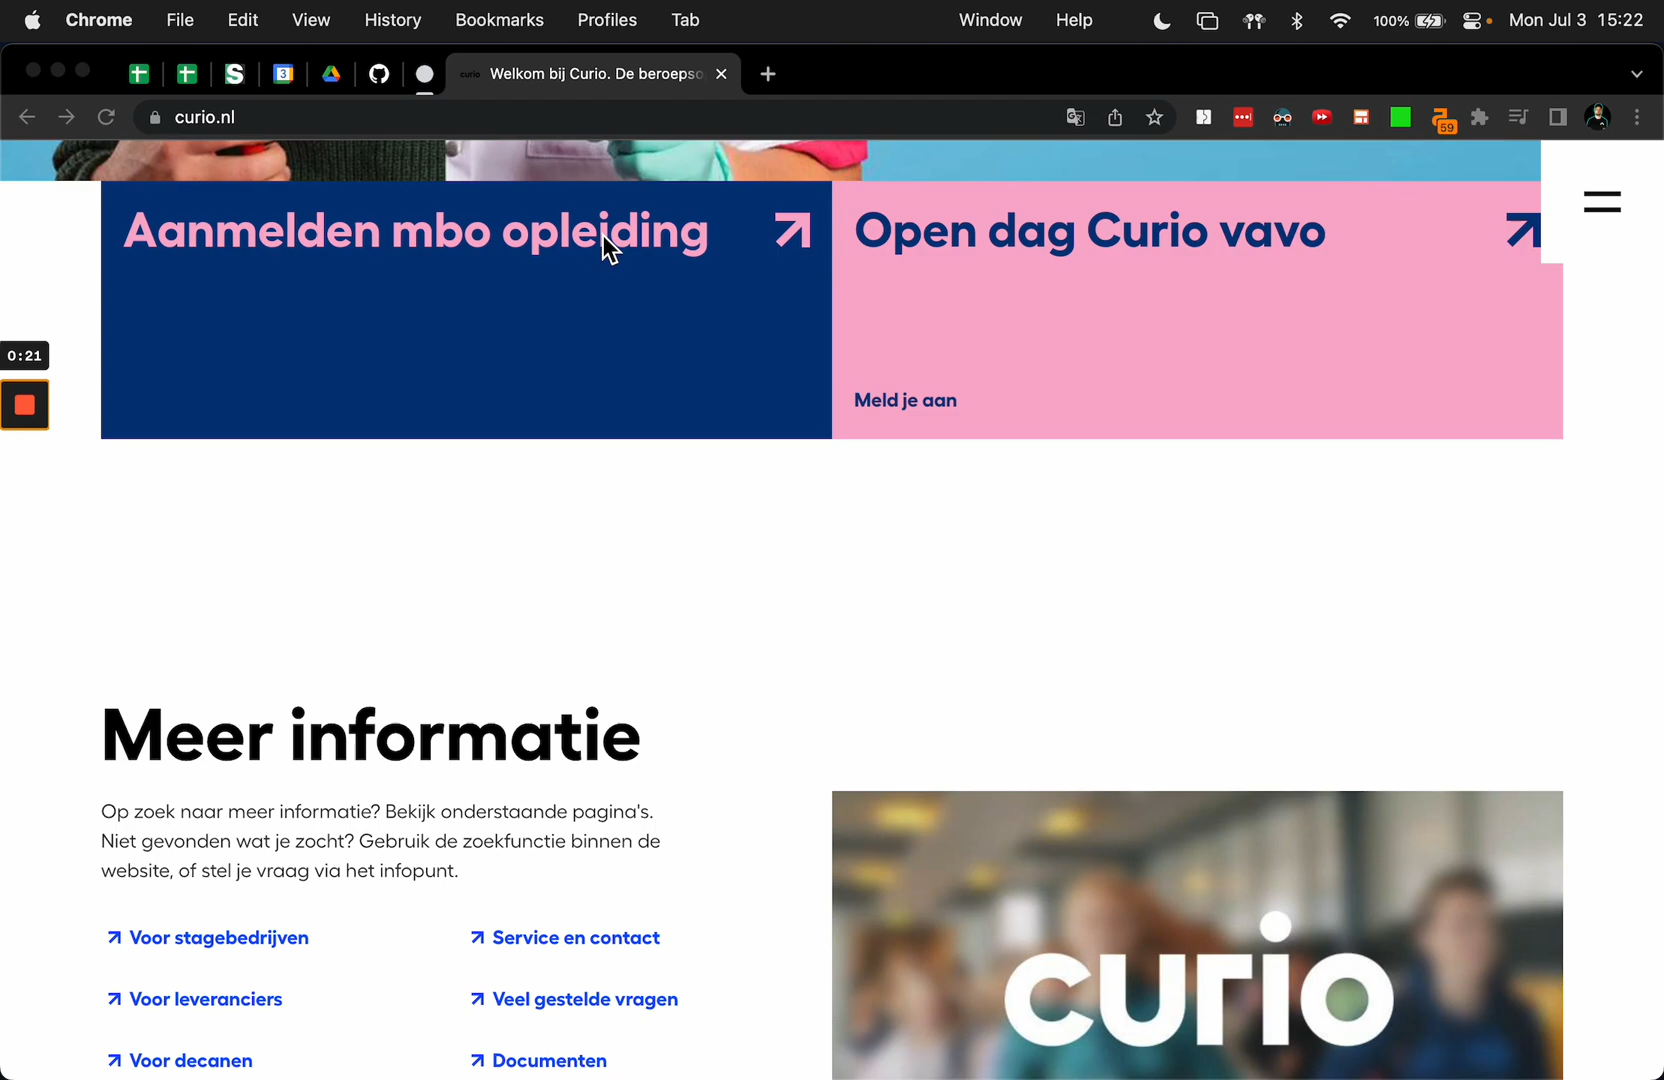 Chrome File Edit View History Bookmarks Profiles Tab Window Help 100% Mon Jul 3 15:22
3 curio Welkom bij Curio. De beroepso
curio.nl 59
Aanmelden mbo opleiding
Open dag Curio vavo
Meld je aan
0:21
Meer informatie
Op zoek naar meer informatie? Bekijk onderstaande pagina's.
Niet gevonden wat je zocht? Gebruik de zoekfunctie binnen de
website, of stel je vraag via het infopunt.
Voor stagebedrijven
Service en contact
Voor leveranciers
Veel gestelde vragen
Voor decanen
Documenten
curio